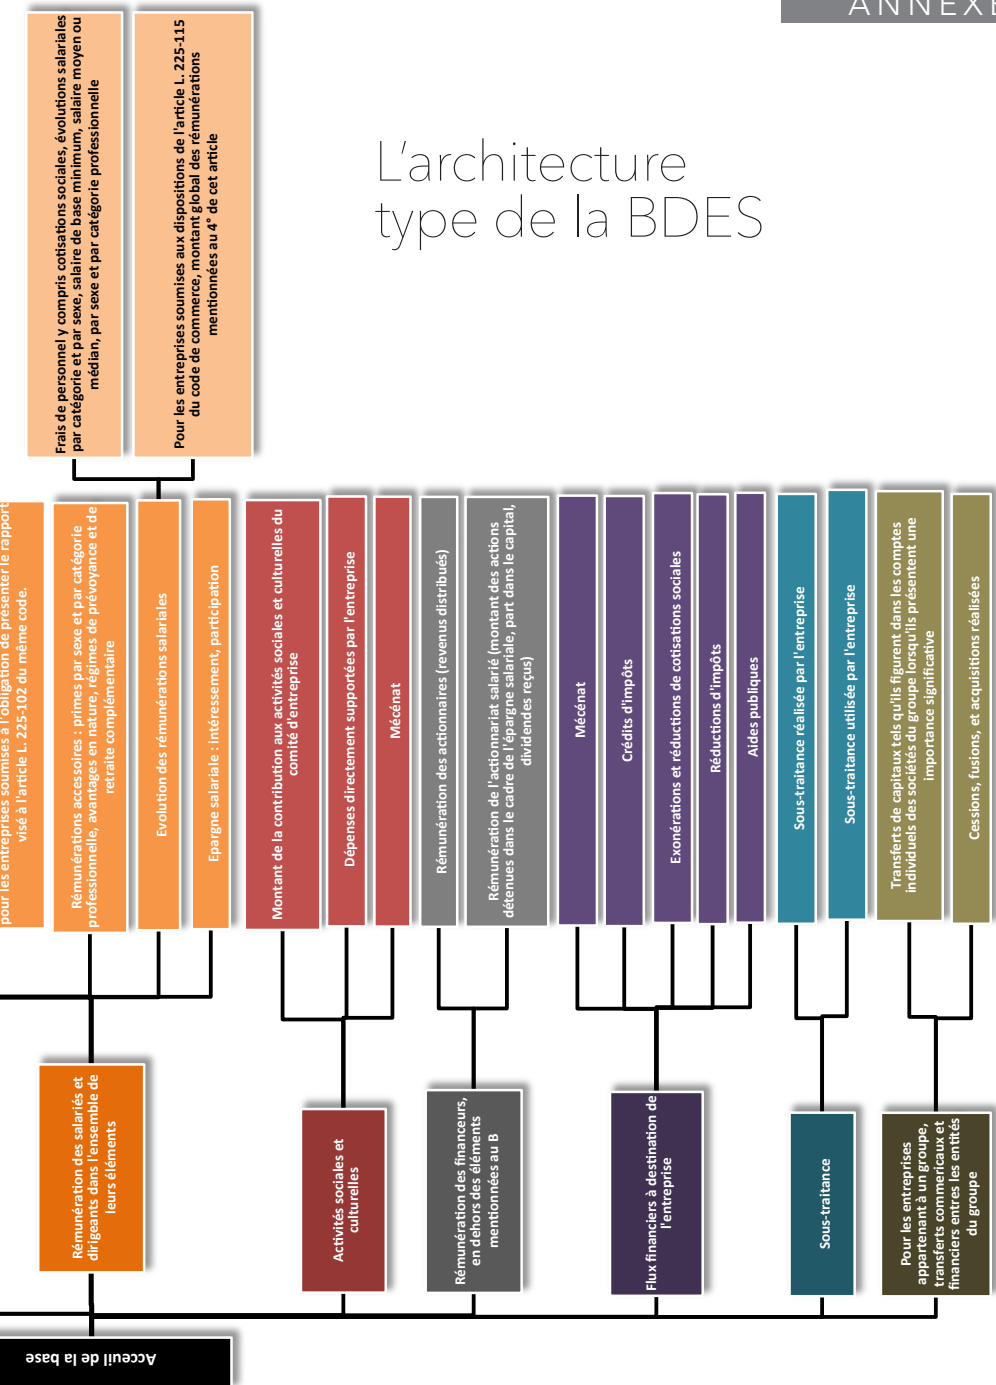 ANNEXE
L'architecture
type de la BDES
Frais de personnel y compris cotisations sociales, évolutions salariales
par catégorie et par sexe, salaire de base minimum, salaire moyen ou
médian, par sexe et par catégorie professionnelle
Pour les entreprises soumises aux dispositions de l'article L. 225-115
du code de commerce, montant global des rémunérations
mentionnées au 4° de cet article
pour les entreprises soumises à l'obligation de présenter le rapport
visé à l'article L. 225-102 du même code.
Rémunérations accessoires : primes par sexe et par catégorie
professionnelle, avantages en nature, régimes de prévoyance et de
retraite complémentaire
Evolution des rémunérations salariales
Epargne salariale : intéressement, participation
Montant de la contribution aux activités sociales et culturelles du
comité d'entreprise
Dépenses directement supportées par l'entreprise
Mécénat
Rémunération des actionnaires (revenus distribués)
Rémunération de l'actionnariat salarié (montant des actions
détenues dans le cadre de l'épargne salariale, part dans le capital,
dividendes reçus)
Mécénat
Crédits d'impôts
Exonérations et réductions de cotisations sociales
Réductions d'impôts
Aides publiques
Sous-traitance réalisée par l'entreprise
Sous-traitance utilisée par l'entreprise
Transferts de capitaux tels qu'ils figurent dans les comptes
individuels des sociétés du groupe lorsqu'ils présentent une
importance significative
Cessions, fusions, et acquisitions réalisées
Rémunération des salariés et
dirigeants dans l'ensemble de
leurs éléments
Activités sociales et
culturelles
Rémunération des financeurs,
en dehors des éléments
mentionnées au B
Flux financiers à destination de
l'entreprise
Sous-traitance
Pour les entreprises
appartenant à un groupe,
transferts commericaux et
financiers entres les entités
du groupe
Acceuil de la base